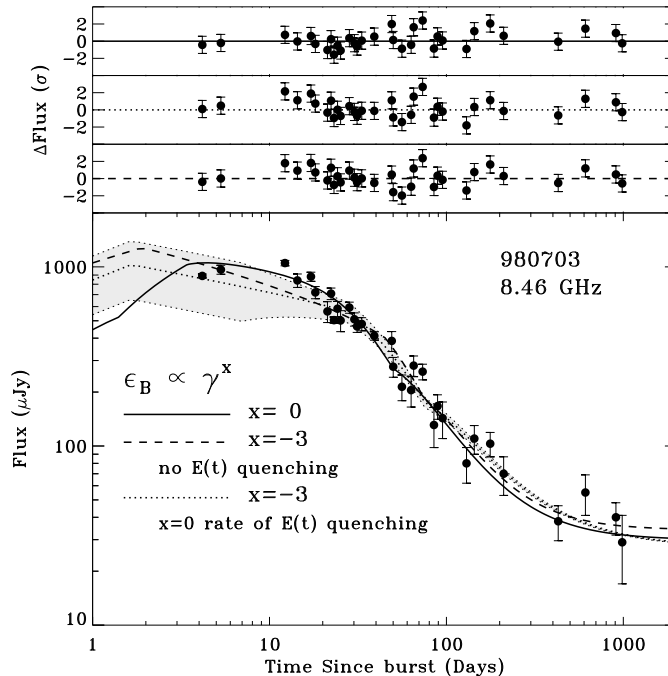 2
0
−2
2
0
−2
2
0
−2
ΔFlux (σ)
980703
8.46 GHz
1000
100
10
Flux (μJy)
ϵ_B ∝ γ^x
x= 0
x=−3
no E(t) quenching
x=−3
x=0 rate of E(t) quenching
1 10 100 1000
Time Since burst (Days)